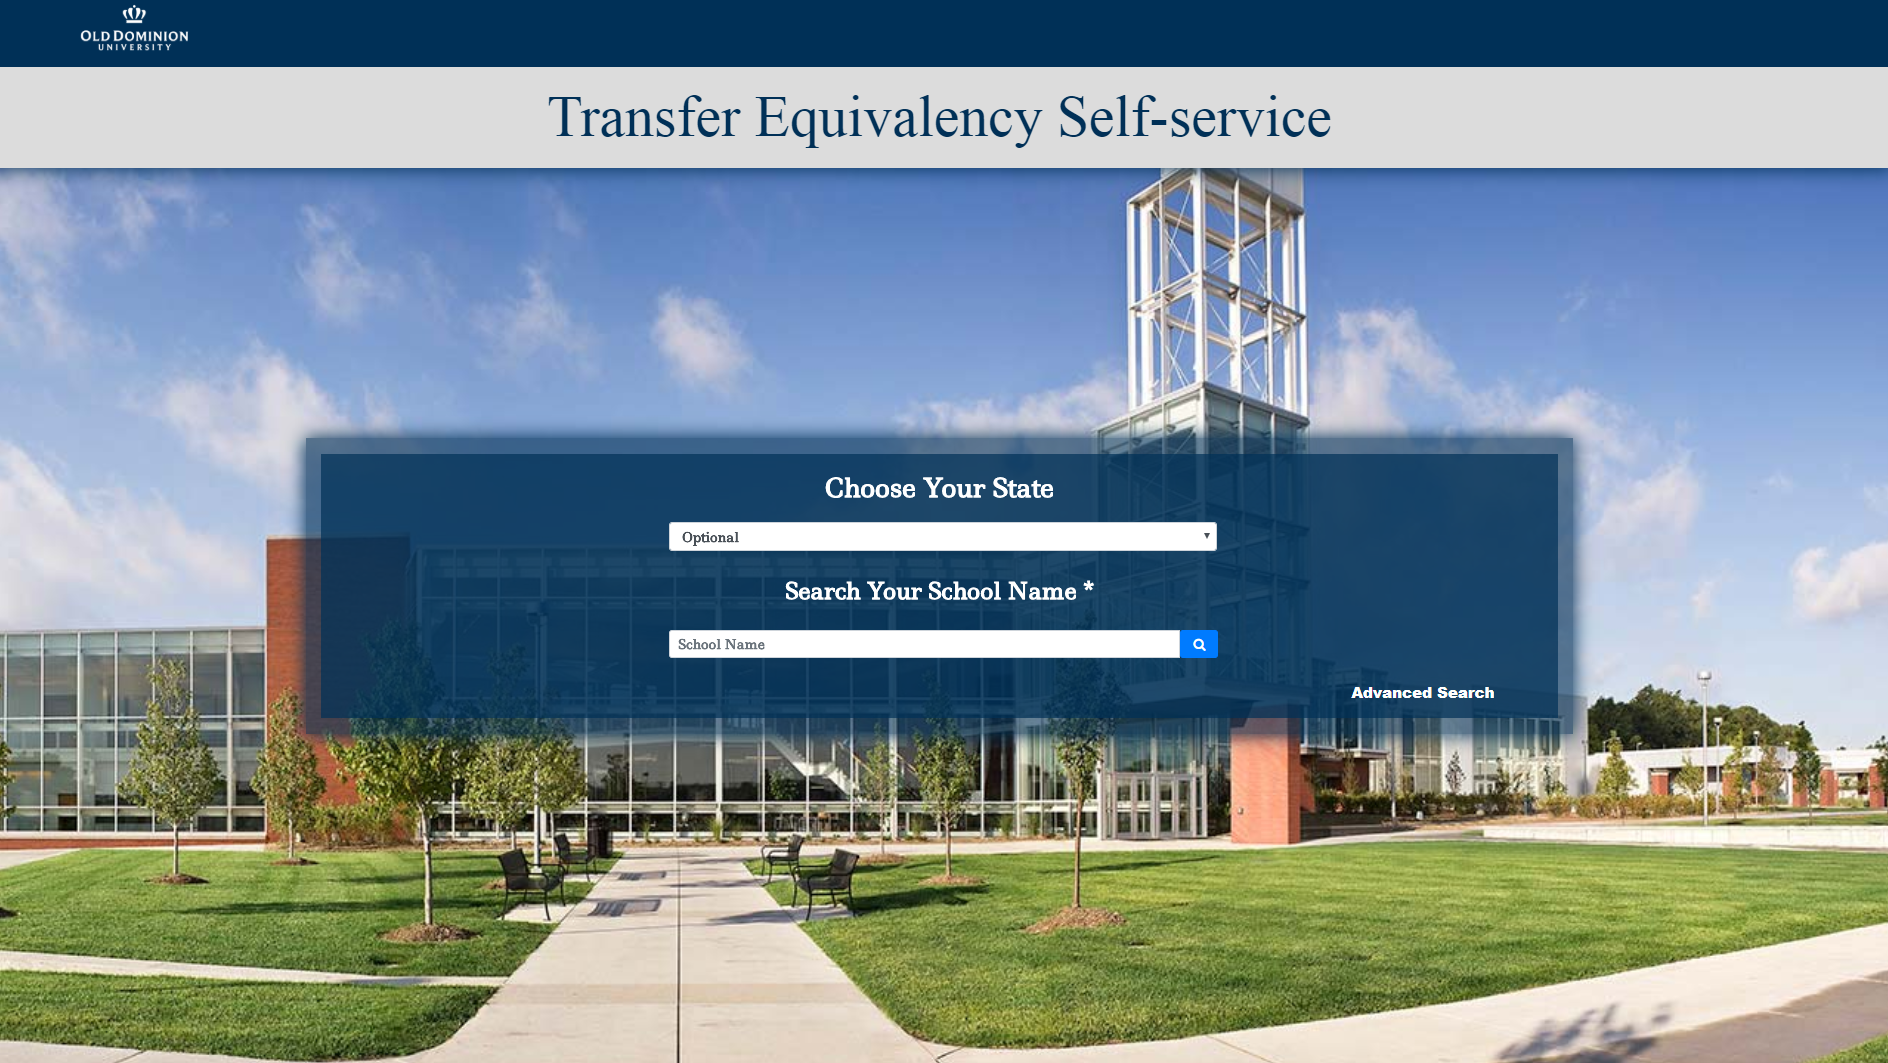 OLD DOMINION
UNIVERSITY
Transfer Equivalency Self-service
Choose Your State
Optional
Search Your School Name *
School Name
Advanced Search